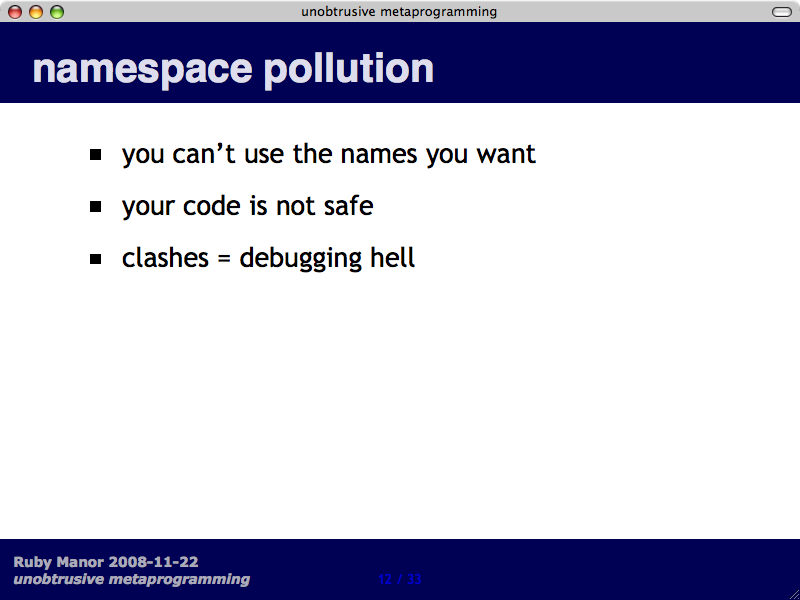 unobtrusive metaprogramming
namespace pollution
you can’t use the names you want
your code is not safe
clashes = debugging hell
Ruby Manor 2008-11-22
unobtrusive metaprogramming
12 / 33